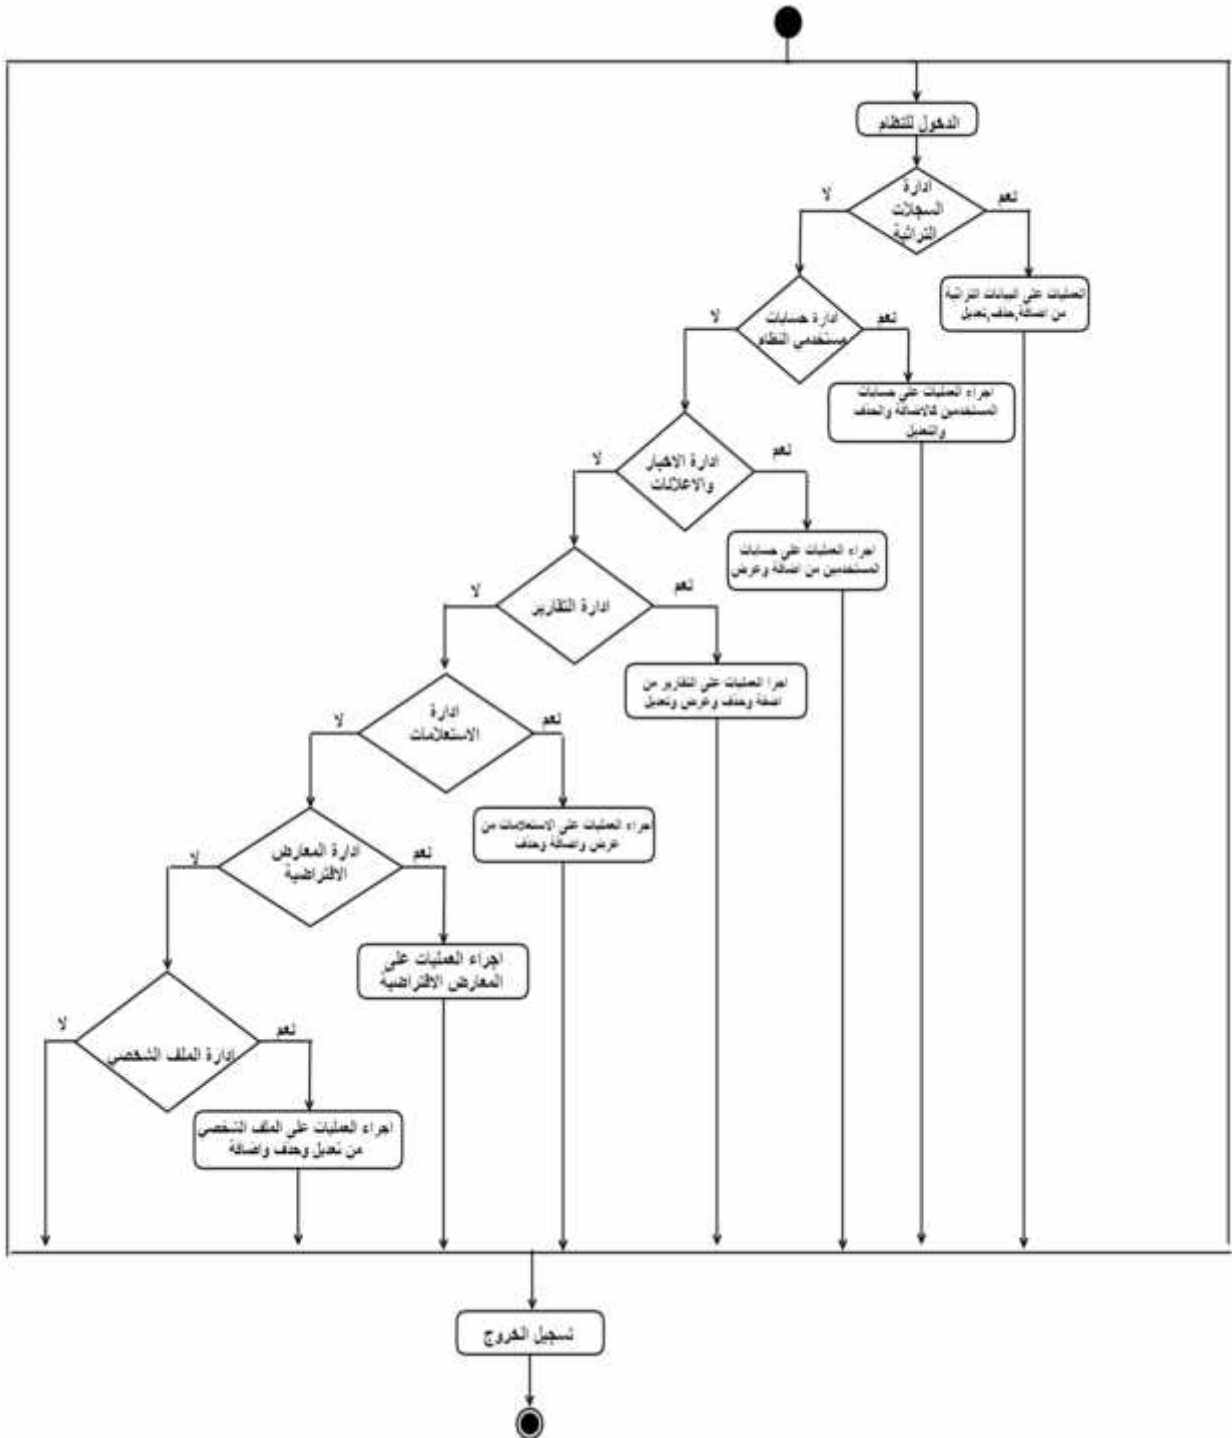 الدخول للنظام
ادارة
السجلات
التراثية
نعم
لا
العمليات على البيانات التراثية
من اضافة,حذف,تعديل
ادارة حسابات
مستخدمي النظام
نعم
لا
اجراء العمليات على حسابات
المستخدمين كالاضافة والحذف
والتعديل
ادارة الاخبار
والاعلانات
نعم
لا
اجراء العمليات على حسابات
المستخدمين من اضافة وعرض
ادارة التقارير
نعم
لا
اجرا العمليات على التقارير من
اضفة وحذف وعرض وتعديل
ادارة
الاستعلامات
نعم
لا
اجراء العمليات على الاستعلامات من
عرض واضافة وحذف
ادارة المعارض
الافتراضية
نعم
لا
اجراء العمليات على
المعارض الافتراضية
إدارة الملف الشخصي
نعم
لا
اجراء العمليات على الملف الشخصي
من تعديل وحذف واضافة
تسجيل الخروج